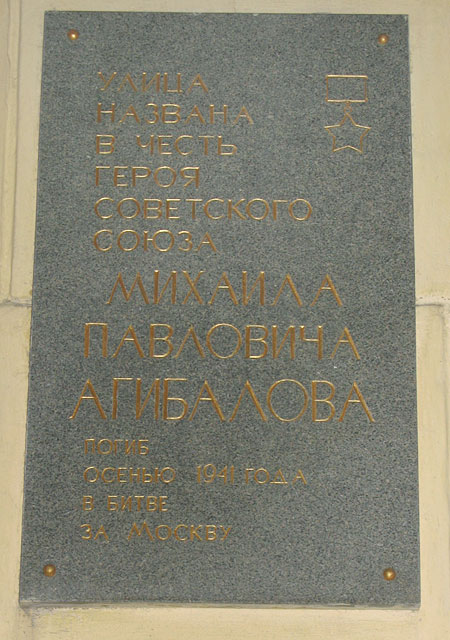 УЛИЦА
НАЗВАНА
В ЧЕСТЬ
ГЕРОЯ
СОВЕТСКОГО
СОЮЗА
МИХАИЛА
ПАВЛОВИЧА
АГИБАЛОВА
ПОГИБ
ОСЕНЬЮ 1941 ГОДА
В БИТВЕ
ЗА МОСКВУ